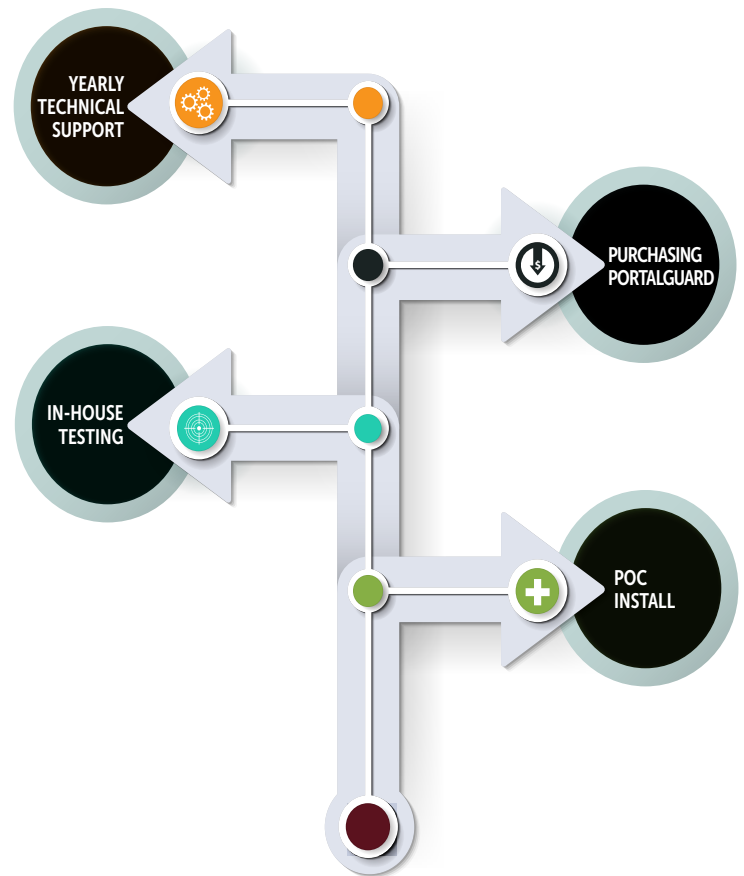 YEARLY
TECHNICAL
SUPPORT
PURCHASING
PORTALGUARD
$
IN-HOUSE
TESTING
POC
INSTALL